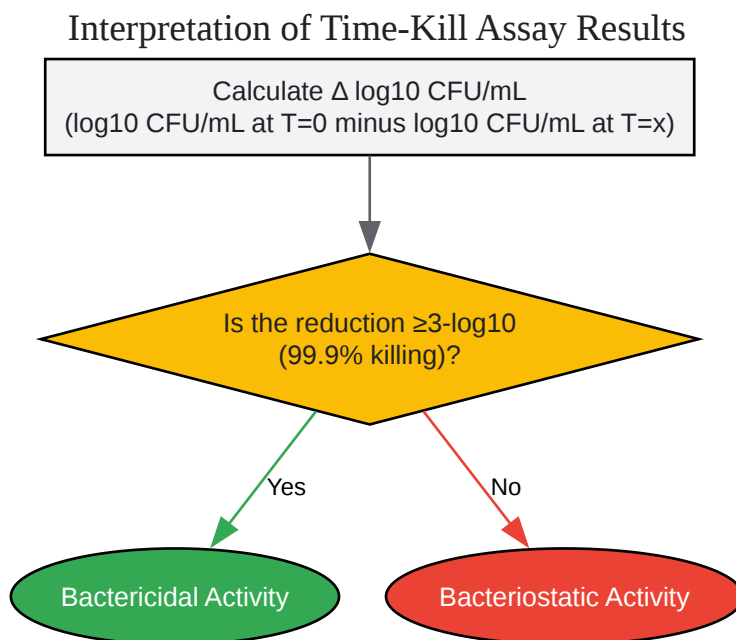 Interpretation of Time-Kill Assay Results
Calculate Δ log10 CFU/mL
(log10 CFU/mL at T=0 minus log10 CFU/mL at T=x)
Is the reduction ≥3-log10
(99.9% killing)?
Yes
No
Bactericidal Activity
Bacteriostatic Activity